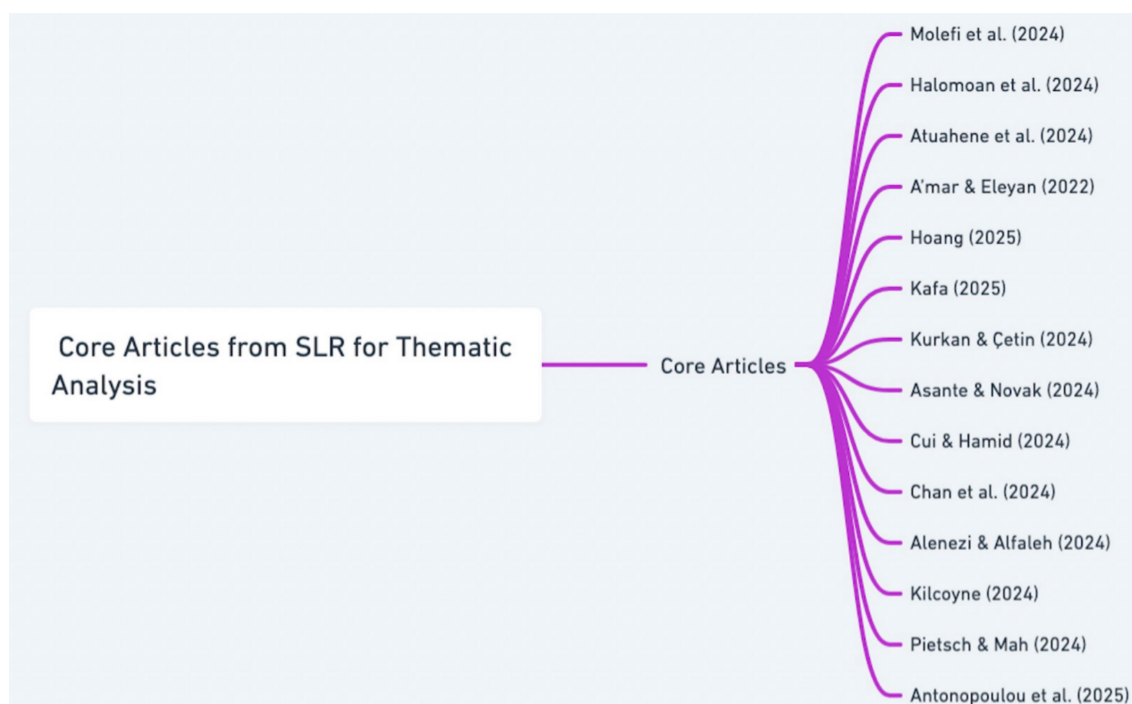 Core Articles from SLR for Thematic
Analysis
Core Articles
Molefi et al. (2024)
Halomoan et al. (2024)
Atuahene et al. (2024)
A'mar & Eleyan (2022)
Hoang (2025)
Kafa (2025)
Kurkan & Çetin (2024)
Asante & Novak (2024)
Cui & Hamid (2024)
Chan et al. (2024)
Alenezi & Alfaleh (2024)
Kilcoyne (2024)
Pietsch & Mah (2024)
Antonopoulou et al. (2025)